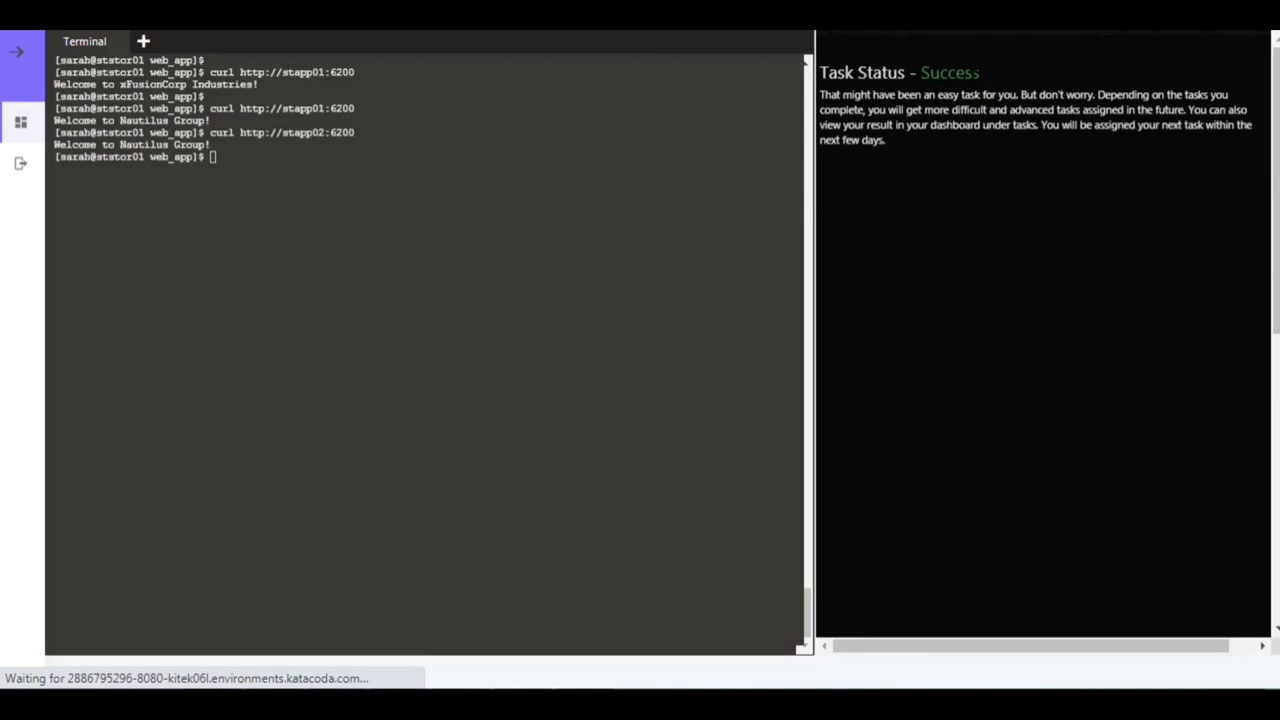 Terminal
[sarah@ststor01 web_app]$
[sarah@ststor01 web_app]$ curl http://stapp01:6200
Welcome to xFusionCorp Industries!
[sarah@ststor01 web_app]$
[sarah@ststor01 web_app]$ curl http://stapp01:6200
Welcome to Nautilus Group!
[sarah@ststor01 web_app]$ curl http://stapp02:6200
Welcome to Nautilus Group!
[sarah@ststor01 web_app]$
Task Status - Success
That might have been an easy task for you. But don't worry. Depending on the tasks you
complete, you will get more difficult and advanced tasks assigned in the future. You can also
view your result in your dashboard under tasks. You will be assigned your next task within the
next few days.
Waiting for 2886795296-8080-kitek06l.environments.katacoda.com...